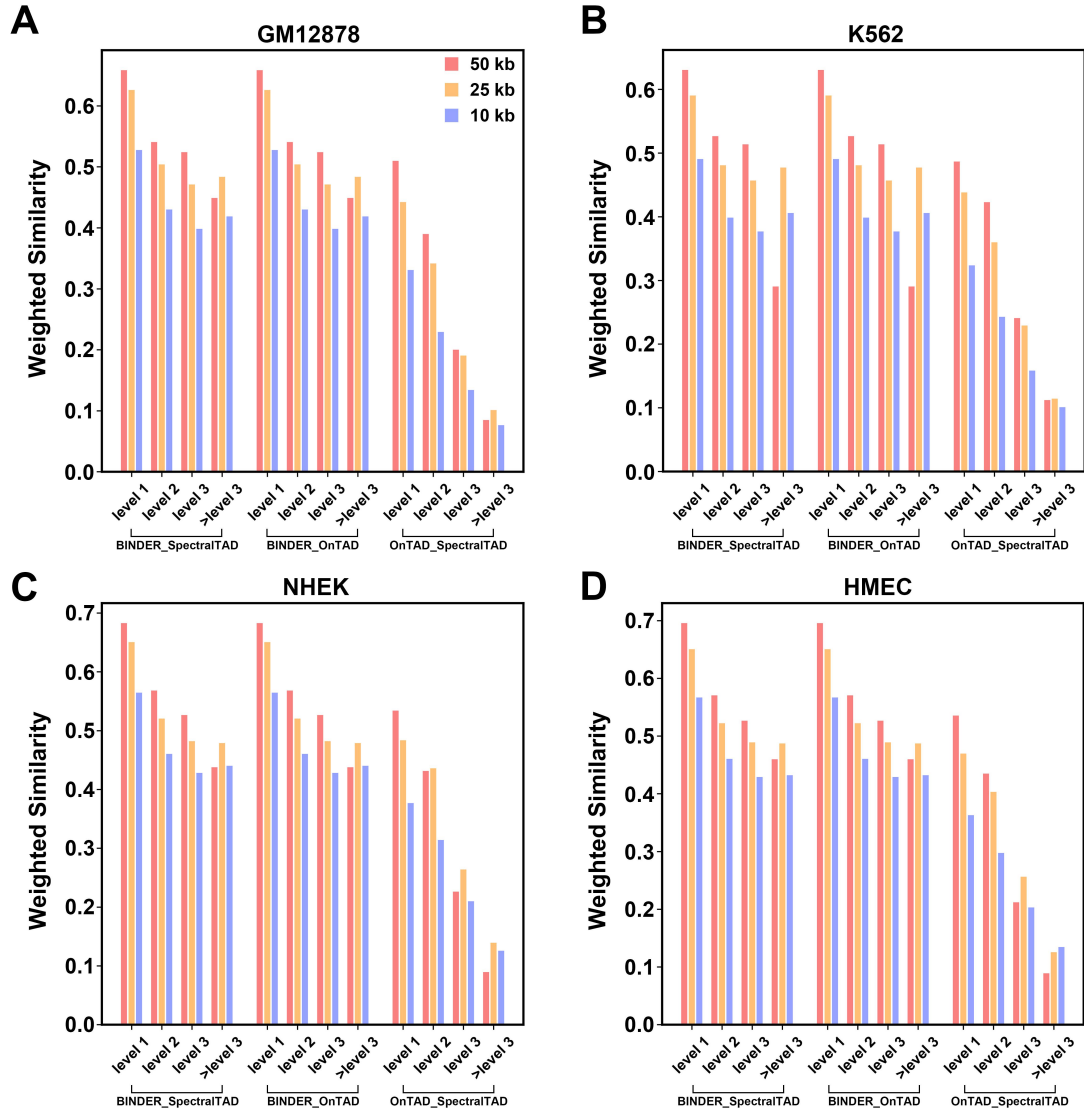 A
GM12878
50 kb
25 kb
10 kb
Weighted Similarity
0.6
0.5
0.4
0.3
0.2
0.1
0.0
level 1 level 2 level 3 >level 3 level 1 level 2 level 3 >level 3 level 1 level 2 level 3 >level 3
BINDER_SpectralTAD BINDER_OnTAD OnTAD_SpectralTAD
B
K562
Weighted Similarity
0.6
0.5
0.4
0.3
0.2
0.1
0.0
level 1 level 2 level 3 >level 3 level 1 level 2 level 3 >level 3 level 1 level 2 level 3 >level 3
BINDER_SpectralTAD BINDER_OnTAD OnTAD_SpectralTAD
C
NHEK
Weighted Similarity
0.7
0.6
0.5
0.4
0.3
0.2
0.1
0.0
level 1 level 2 level 3 >level 3 level 1 level 2 level 3 >level 3 level 1 level 2 level 3 >level 3
BINDER_SpectralTAD BINDER_OnTAD OnTAD_SpectralTAD
D
HMEC
Weighted Similarity
0.7
0.6
0.5
0.4
0.3
0.2
0.1
0.0
level 1 level 2 level 3 >level 3 level 1 level 2 level 3 >level 3 level 1 level 2 level 3 >level 3
BINDER_SpectralTAD BINDER_OnTAD OnTAD_SpectralTAD